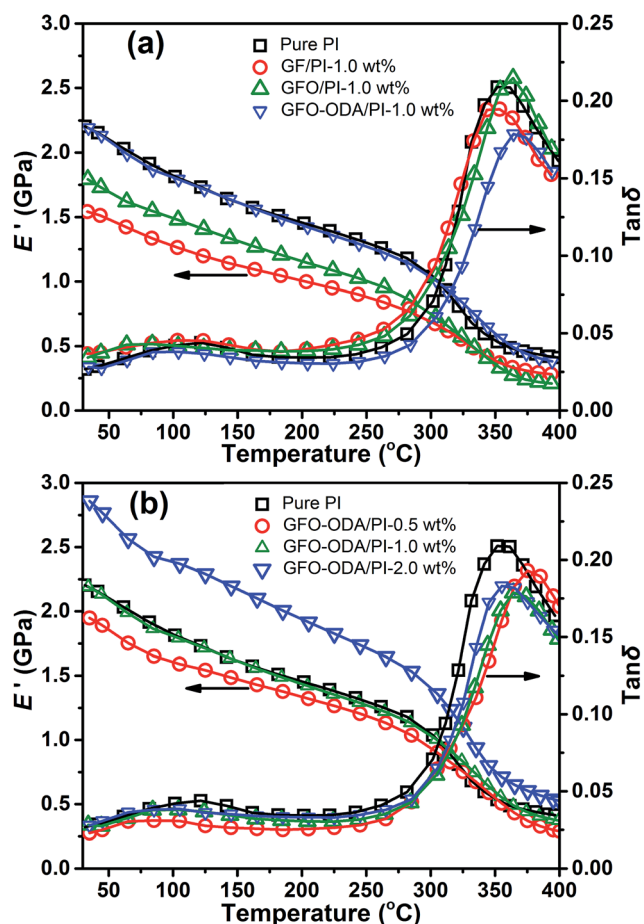 (a)
Pure PI
GF/PI-1.0 wt%
GFO/PI-1.0 wt%
GFO-ODA/PI-1.0 wt%
3.0
2.5
2.0
1.5
1.0
0.5
0.0
E' (GPa)
0.25
0.20
0.15
0.10
0.05
0.00
Tanδ
50 100 150 200 250 300 350 400
Temperature (°C)
(b)
Pure PI
GFO-ODA/PI-0.5 wt%
GFO-ODA/PI-1.0 wt%
GFO-ODA/PI-2.0 wt%
3.0
2.5
2.0
1.5
1.0
0.5
0.0
E' (GPa)
0.25
0.20
0.15
0.10
0.05
0.00
Tanδ
50 100 150 200 250 300 350 400
Temperature (°C)